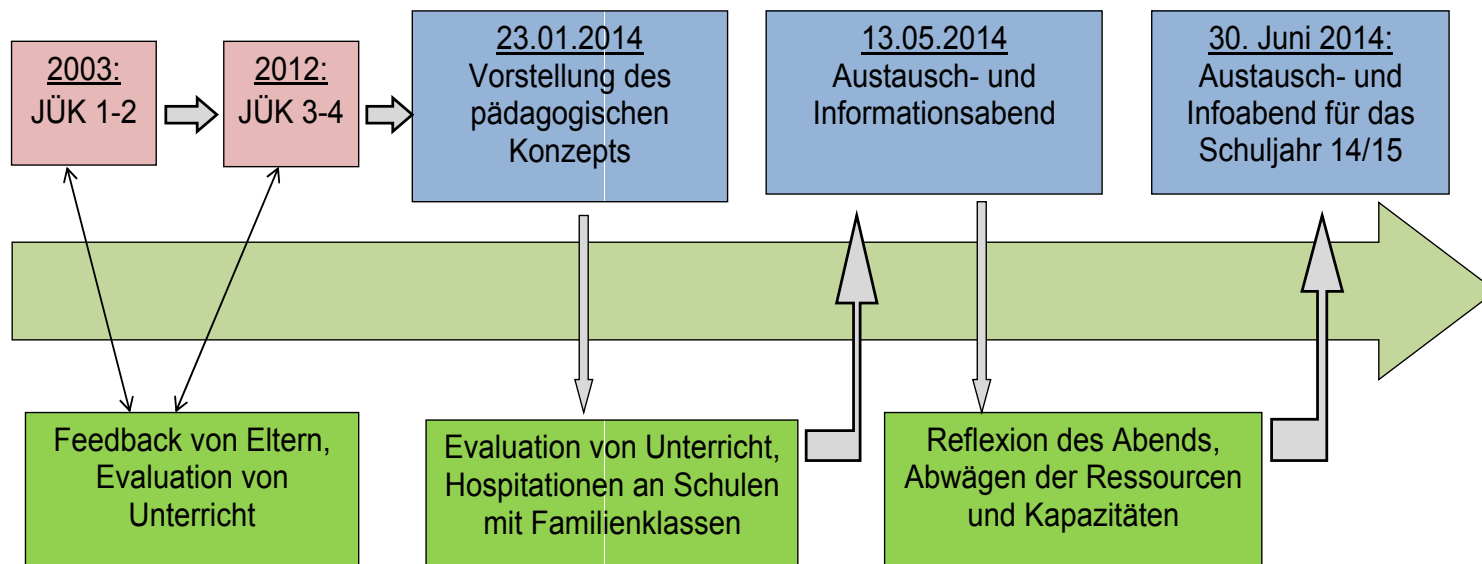 2003:
JÜK 1-2
2012:
JÜK 3-4
23.01.2014
Vorstellung des
pädagogischen
Konzepts
13.05.2014
Austausch- und
Informationsabend
30. Juni 2014:
Austausch- und
Infoabend für das
Schuljahr 14/15
Feedback von Eltern,
Evaluation von
Unterricht
Evaluation von Unterricht,
Hospitationen an Schulen
mit Familienklassen
Reflexion des Abends,
Abwägen der Ressourcen
und Kapazitäten